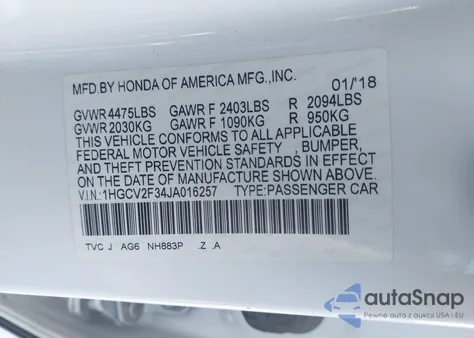 MFD.BY HONDA OF AMERICA MFG.,INC. 01/'18
GVWR 4475LBS GAWR F 2403LBS R 2094LBS
GVWR 2030KG GAWR F 1090KG R 950KG
THIS VEHICLE CONFORMS TO ALL APPLICABLE
FEDERAL MOTOR VEHICLE SAFETY , BUMPER,
AND THEFT PREVENTION STANDARDS IN EFFECT
ON THE DATE OF MANUFACTURE SHOWN ABOVE.
V.I.N.: 1HGCV2F34JA016257 TYPE: PASSENGER CAR
TVC J AG6 NH883P .Z .A
autoSnap
Pewne auta z aukcji USA i EU